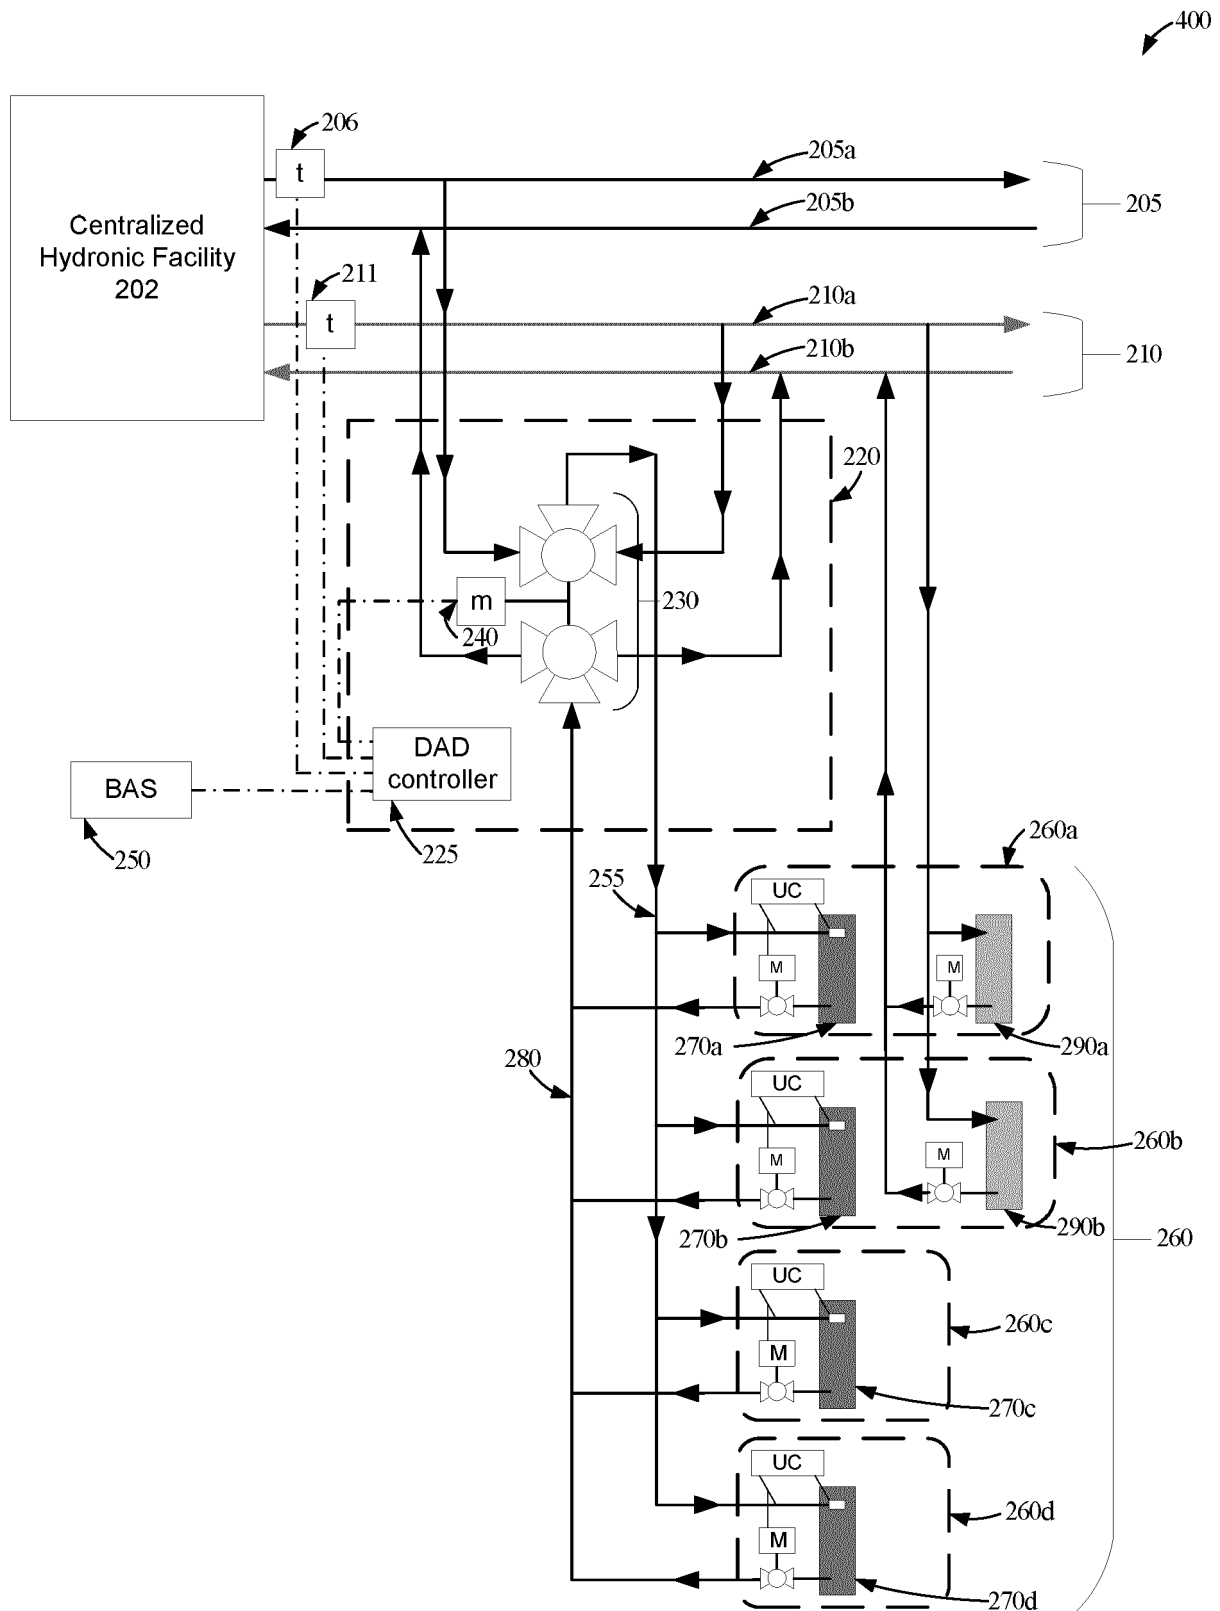 400
206
205a
t
Centralized
Hydronic Facility
202
205b
205
211
210a
t
210b
210
220
m
230
240
DAD
controller
BAS
250
225
260a
255
UC
M
M
270a
290a
280
UC
M
M
260b
270b
290b
260
UC
M
260c
270c
UC
M
260d
270d